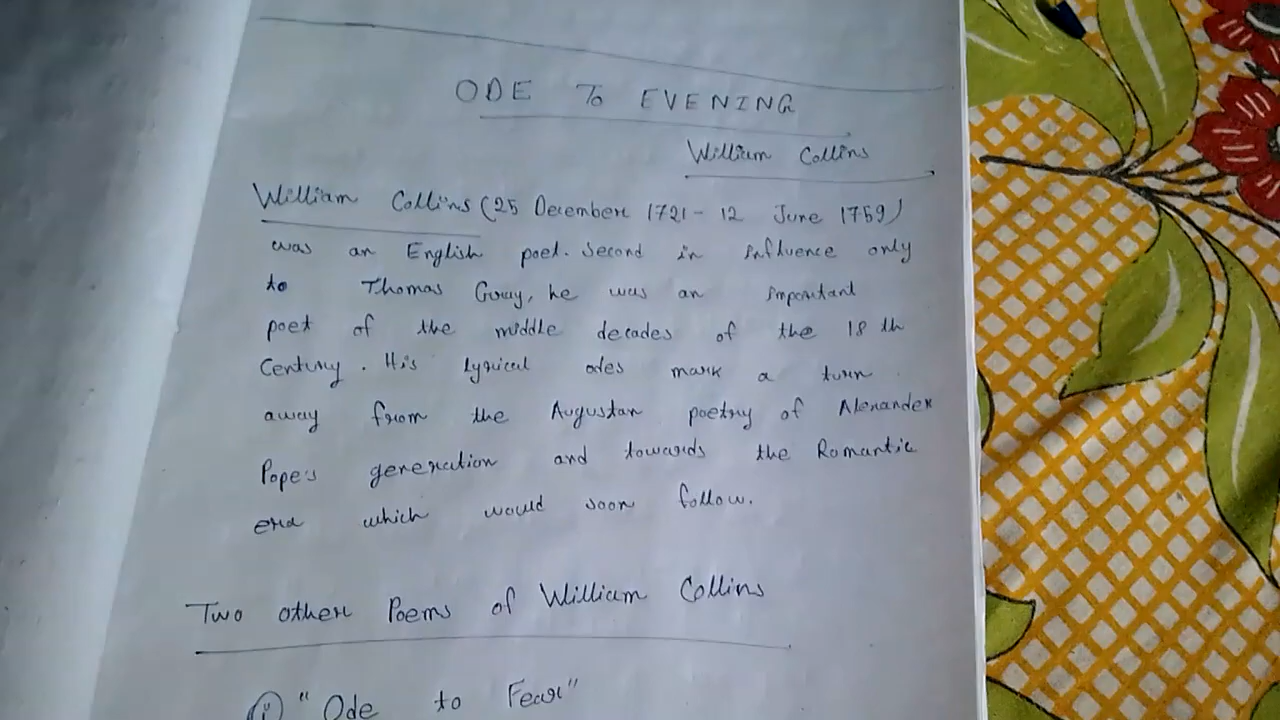 ODE TO EVENING
William Collins
William Collins (25 December 1721 - 12 June 1759)
was an English poet. Second in influence only
to Thomas Gray, he was an important
poet of the middle decades of the 18 th
Century. His lyrical odes mark a turn
away from the Augustan poetry of Alexander
Pope's generation and towards the Romantic
era which would soon follow.
Two other Poems of William Collins
(i) "Ode to Fear"